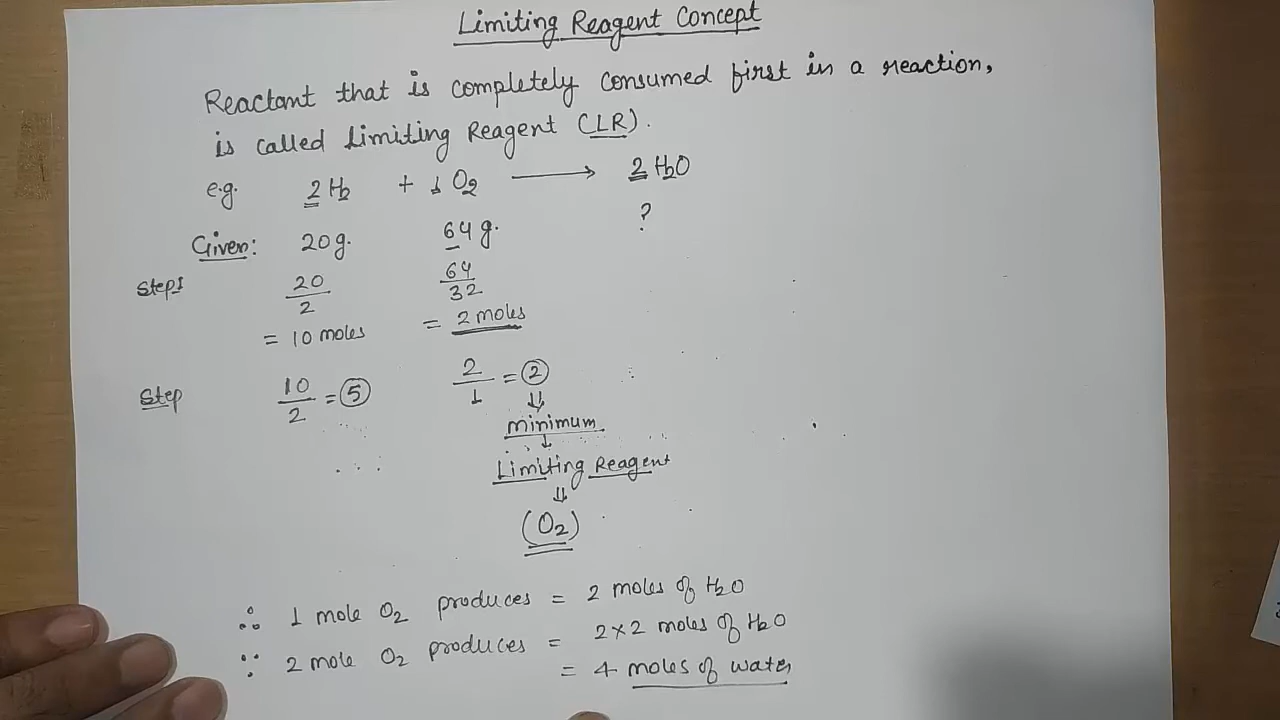 Limiting Reagent Concept
Reactant that is completely consumed first in a reaction,
is called Limiting Reagent (LR).
e.g. 2H2 + 1O2 ⟶ 2H2O
Given: 20g. 64g. ?
Step1 20/2 64/32
= 10 moles = 2 moles
Step 10/2 = ⑤ 2/1 = ②
⇓
minimum
↓
Limiting Reagent
⇓
(O2)
∴ 1 mole O2 produces = 2 moles of H2O
∵ 2 mole O2 produces = 2×2 moles of H2O
= 4 moles of water